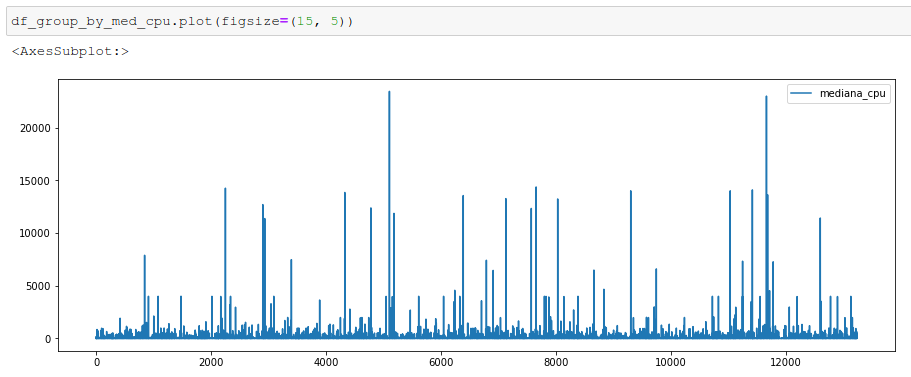 df_group_by_med_cpu.plot(figsize=(15, 5))
<AxesSubplot:>
mediana_cpu
20000
15000
10000
5000
0
0 2000 4000 6000 8000 10000 12000